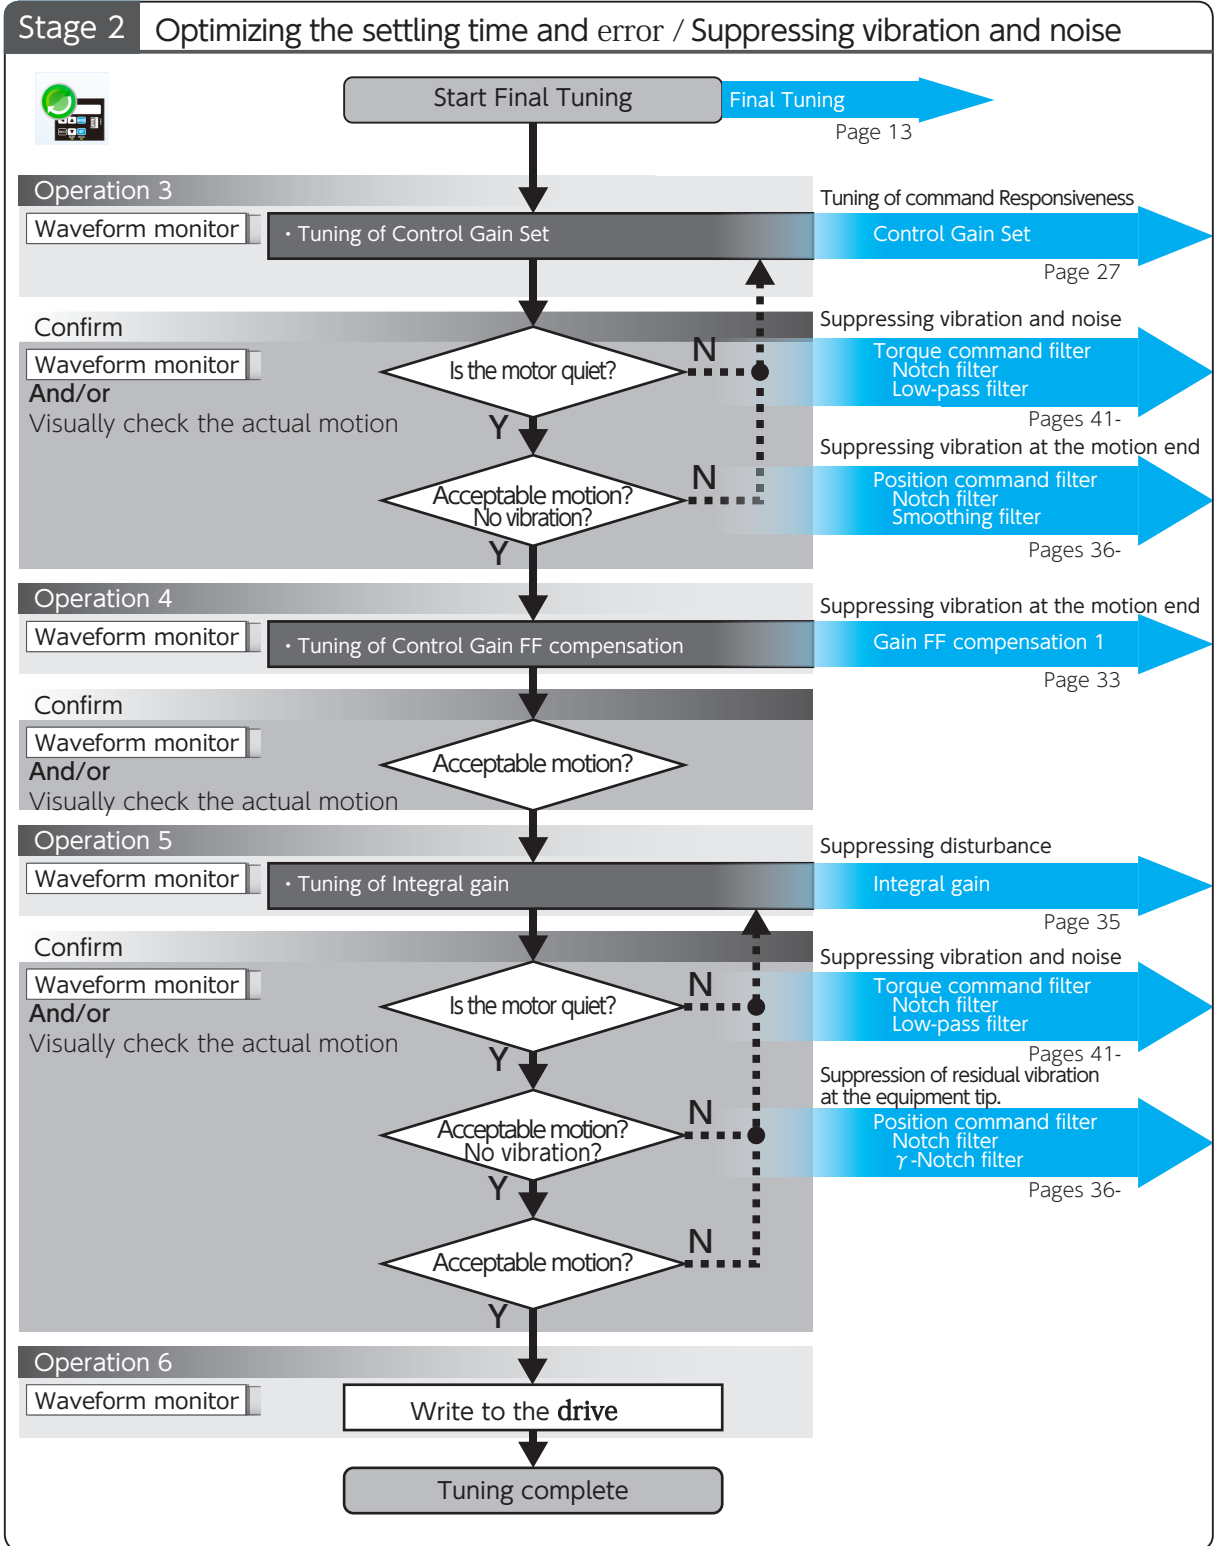 Stage 2 Optimizing the settling time and error / Suppressing vibration and noise
Start Final Tuning
Final Tuning
Page 13
Operation 3
Waveform monitor
・Tuning of Control Gain Set
Tuning of command Responsiveness
Control Gain Set
Page 27
Confirm
Waveform monitor
And/or
Visually check the actual motion
Is the motor quiet?
N
Y
Suppressing vibration and noise
Torque command filter
Notch filter
Low-pass filter
Pages 41-
Acceptable motion?
No vibration?
N
Y
Suppressing vibration at the motion end
Position command filter
Notch filter
Smoothing filter
Pages 36-
Operation 4
Waveform monitor
・Tuning of Control Gain FF compensation
Suppressing vibration at the motion end
Gain FF compensation 1
Page 33
Confirm
Waveform monitor
And/or
Visually check the actual motion
Acceptable motion?
Operation 5
Waveform monitor
・Tuning of Integral gain
Suppressing disturbance
Integral gain
Page 35
Confirm
Waveform monitor
And/or
Visually check the actual motion
Is the motor quiet?
N
Y
Suppressing vibration and noise
Torque command filter
Notch filter
Low-pass filter
Pages 41-
Acceptable motion?
No vibration?
N
Y
Suppression of residual vibration
at the equipment tip.
Position command filter
Notch filter
γ-Notch filter
Pages 36-
Acceptable motion?
N
Y
Operation 6
Waveform monitor
Write to the drive
Tuning complete